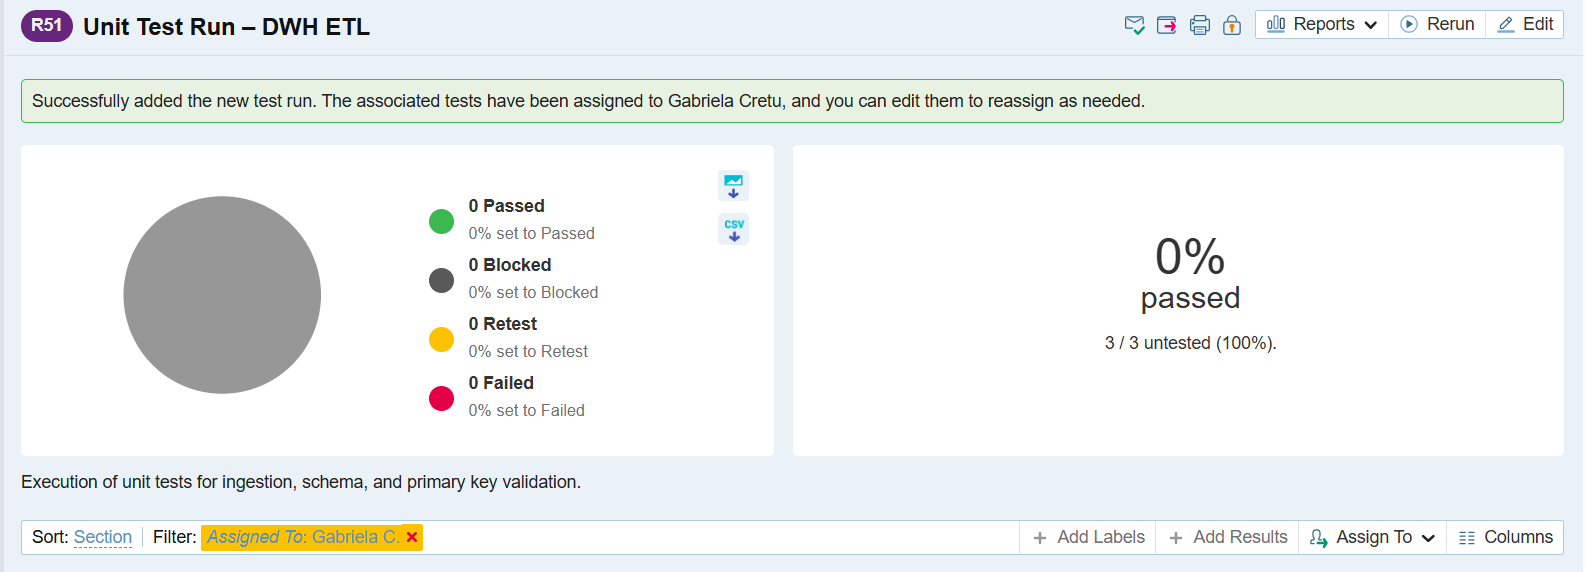 R51 Unit Test Run – DWH ETL
Reports Rerun Edit
Successfully added the new test run. The associated tests have been assigned to Gabriela Cretu, and you can edit them to reassign as needed.
0 Passed
0% set to Passed
0 Blocked
0% set to Blocked
0 Retest
0% set to Retest
0 Failed
0% set to Failed
CSV
0%
passed
3 / 3 untested (100%).
Execution of unit tests for ingestion, schema, and primary key validation.
Sort: Section Filter: Assigned To: Gabriela C. + Add Labels + Add Results Assign To Columns